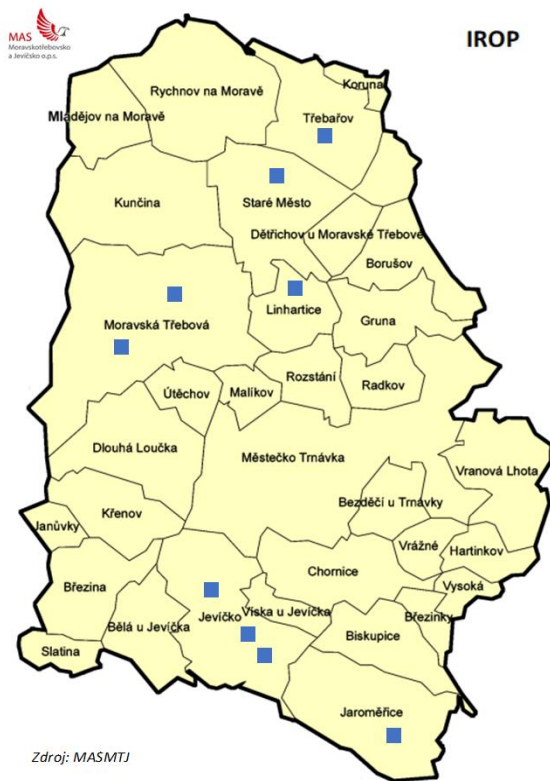 MAS
Moravskotřebovsko
a Jevíčsko o.p.s.
IROP
Koruna
Rychnov na Moravě
Mladějov na Moravě
Třebařov
Kunčina
Staré Město
Dětřichov u Moravské Třebové
Borušov
Linhartice
Gruna
Moravská Třebová
Rozstání
Radkov
Útěchov
Malíkov
Dlouhá Loučka
Městečko Trnávka
Vranová Lhota
Bezděčí u Trnávky
Křenov
Janůvky
Vrážné
Hartinkov
Chornice
Vysoká
Březina
Jevíčko
Víska u Jevíčka
Březinky
Bělá u Jevíčka
Biskupice
Slatina
Jaroměřice
Zdroj: MASMTJ